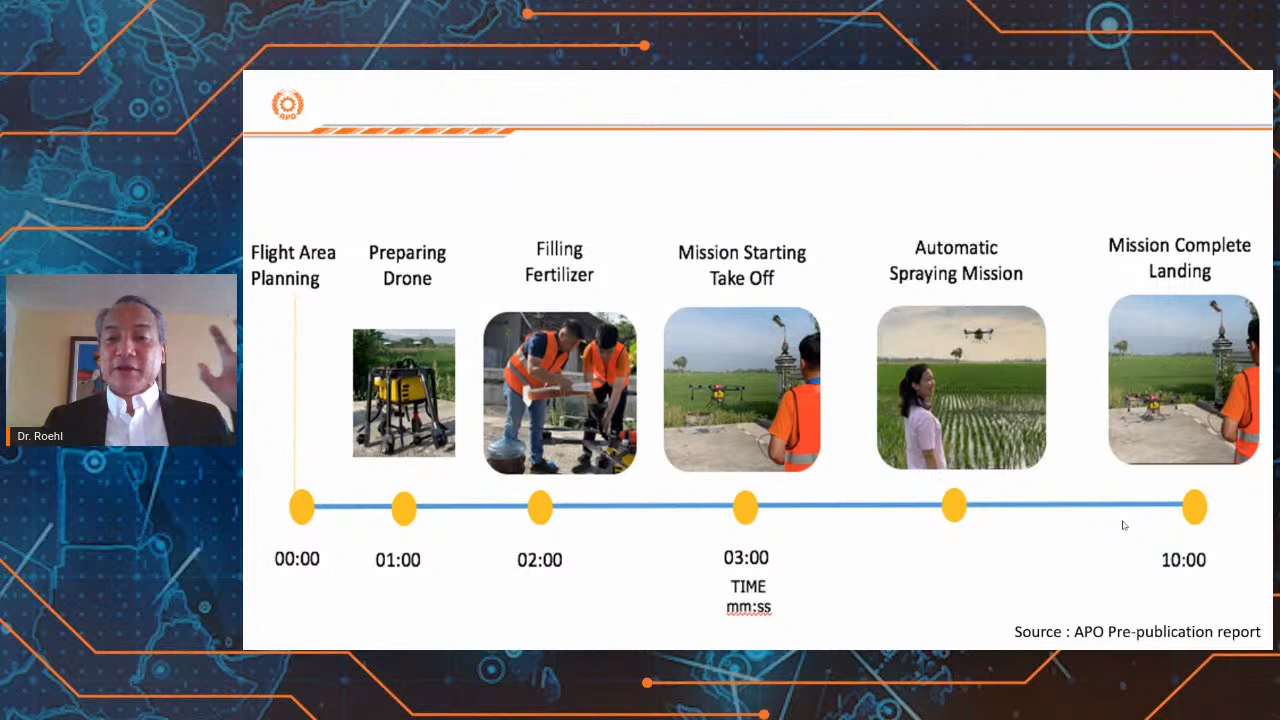 APO
Flight Area
Planning
Preparing
Drone
Filling
Fertilizer
Mission Starting
Take Off
Automatic
Spraying Mission
Mission Complete
Landing
Dr. Roehl
00:00
01:00
02:00
03:00
10:00
TIME
mm:ss
Source : APO Pre-publication report